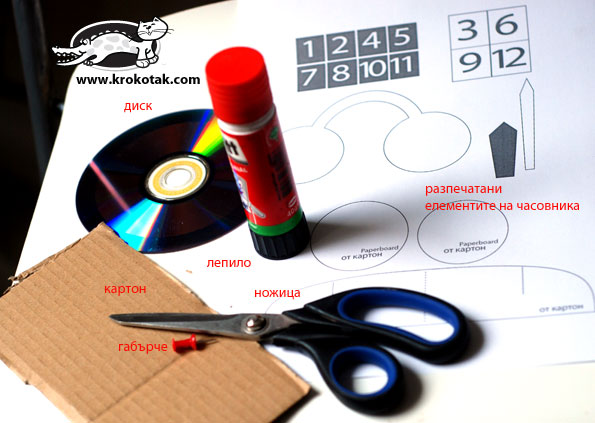 www.krokotak.com
диск
1 2 4 5
7 8 10 11
3 6
9 12
разпечатани
елементите на часовника
Paperboard
от картон
Paperboard
от картон
лепило
картон
ножица
от картон
габърче